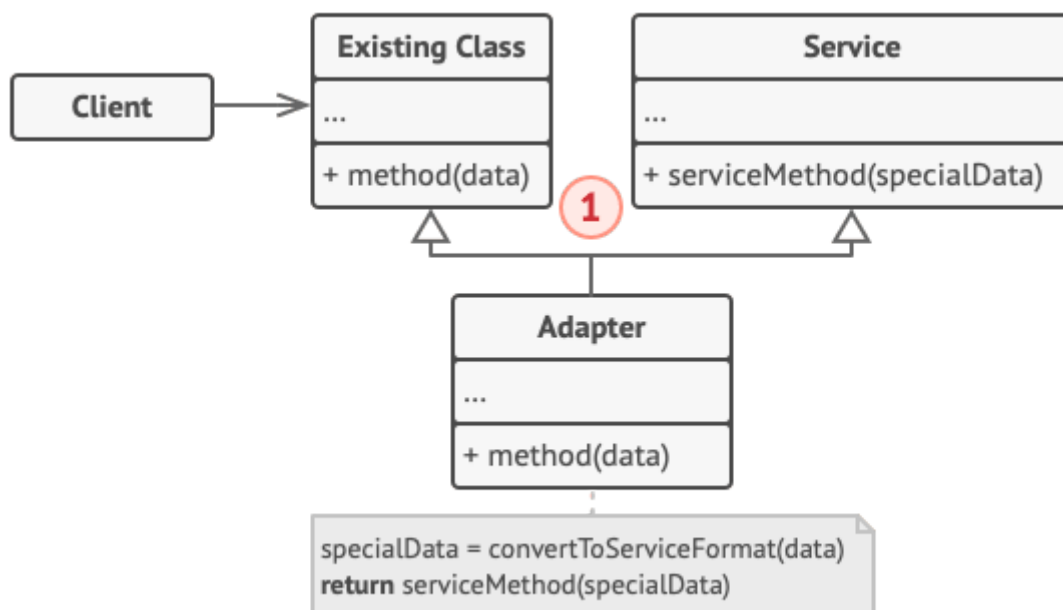 Client
Existing Class
...
+ method(data)
Service
...
+ serviceMethod(specialData)
1
Adapter
...
+ method(data)
specialData = convertToServiceFormat(data)
return serviceMethod(specialData)